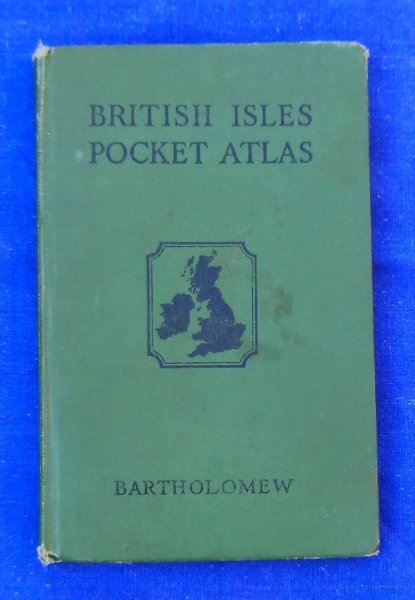 BRITISH ISLES
POCKET ATLAS
BARTHOLOMEW